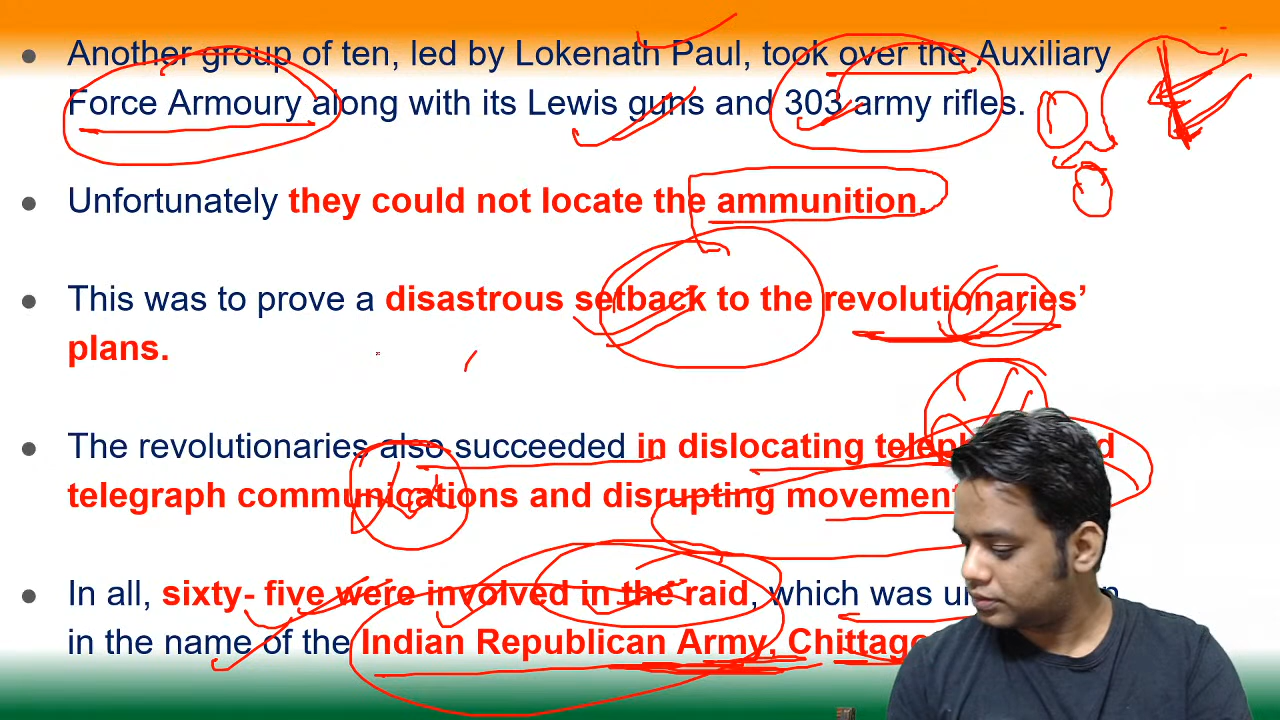 Another group of ten, led by Lokenath Paul, took over the Auxiliary
Force Armoury along with its Lewis guns and 303 army rifles.
Unfortunately they could not locate the ammunition.
This was to prove a disastrous setback to the revolutionaries'
plans.
The revolutionaries also succeeded in dislocating
telegraph communications and disrupting
In all, sixty- five were involved in the raid, which was
in the name of the Indian Republican Army,